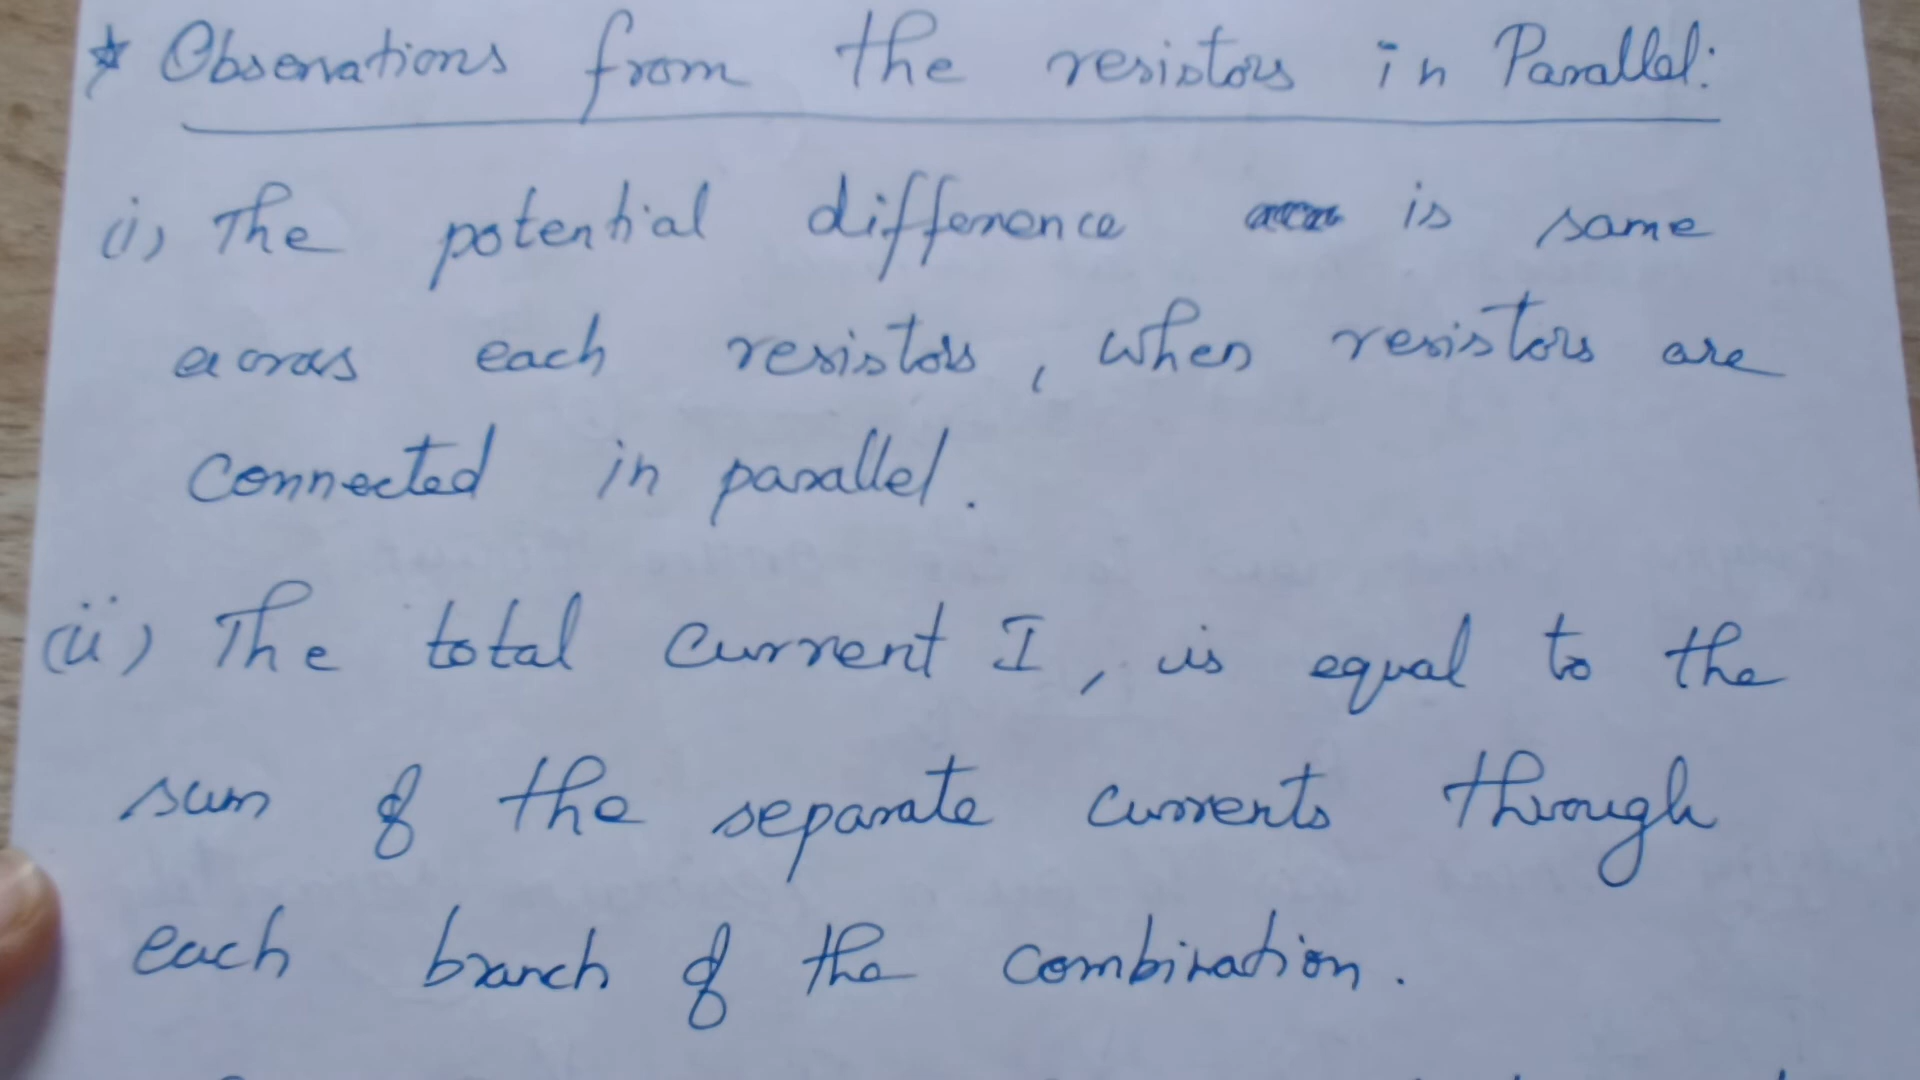 * Observations from the resistors in Parallel:
(i) The potential difference is same
across each resistors, when resistors are
connected in parallel.
(ii) The total current I, is equal to the
sum of the separate currents through
each branch of the combination.